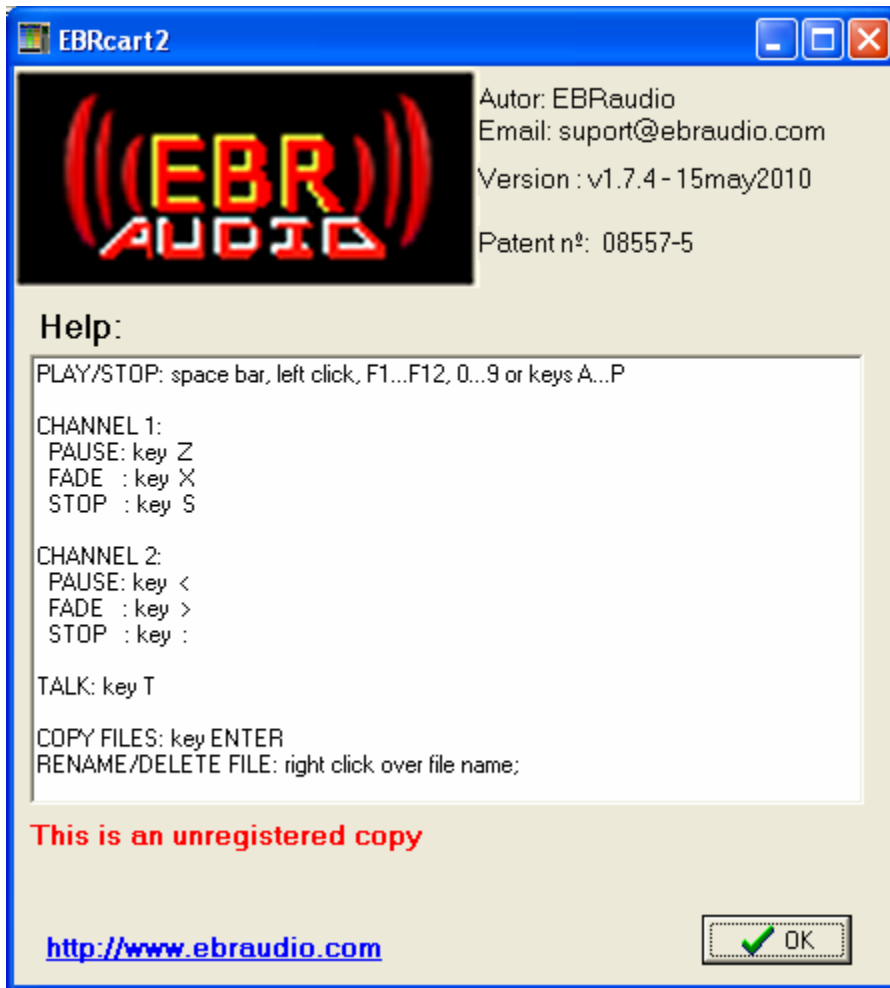 EBRcart2
EBR
AUDIO
Autor: EBRaudio
Email: suport@ebraudio.com
Version : v1.7.4 - 15may2010
Patent nº: 08557-5
Help:
PLAY/STOP: space bar, left click, F1...F12, 0...9 or keys A...P
CHANNEL 1:
PAUSE: key Z
FADE : key X
STOP : key S
CHANNEL 2:
PAUSE: key <
FADE : key >
STOP : key :
TALK: key T
COPY FILES: key ENTER
RENAME/DELETE FILE: right click over file name;
This is an unregistered copy
http://www.ebraudio.com
OK